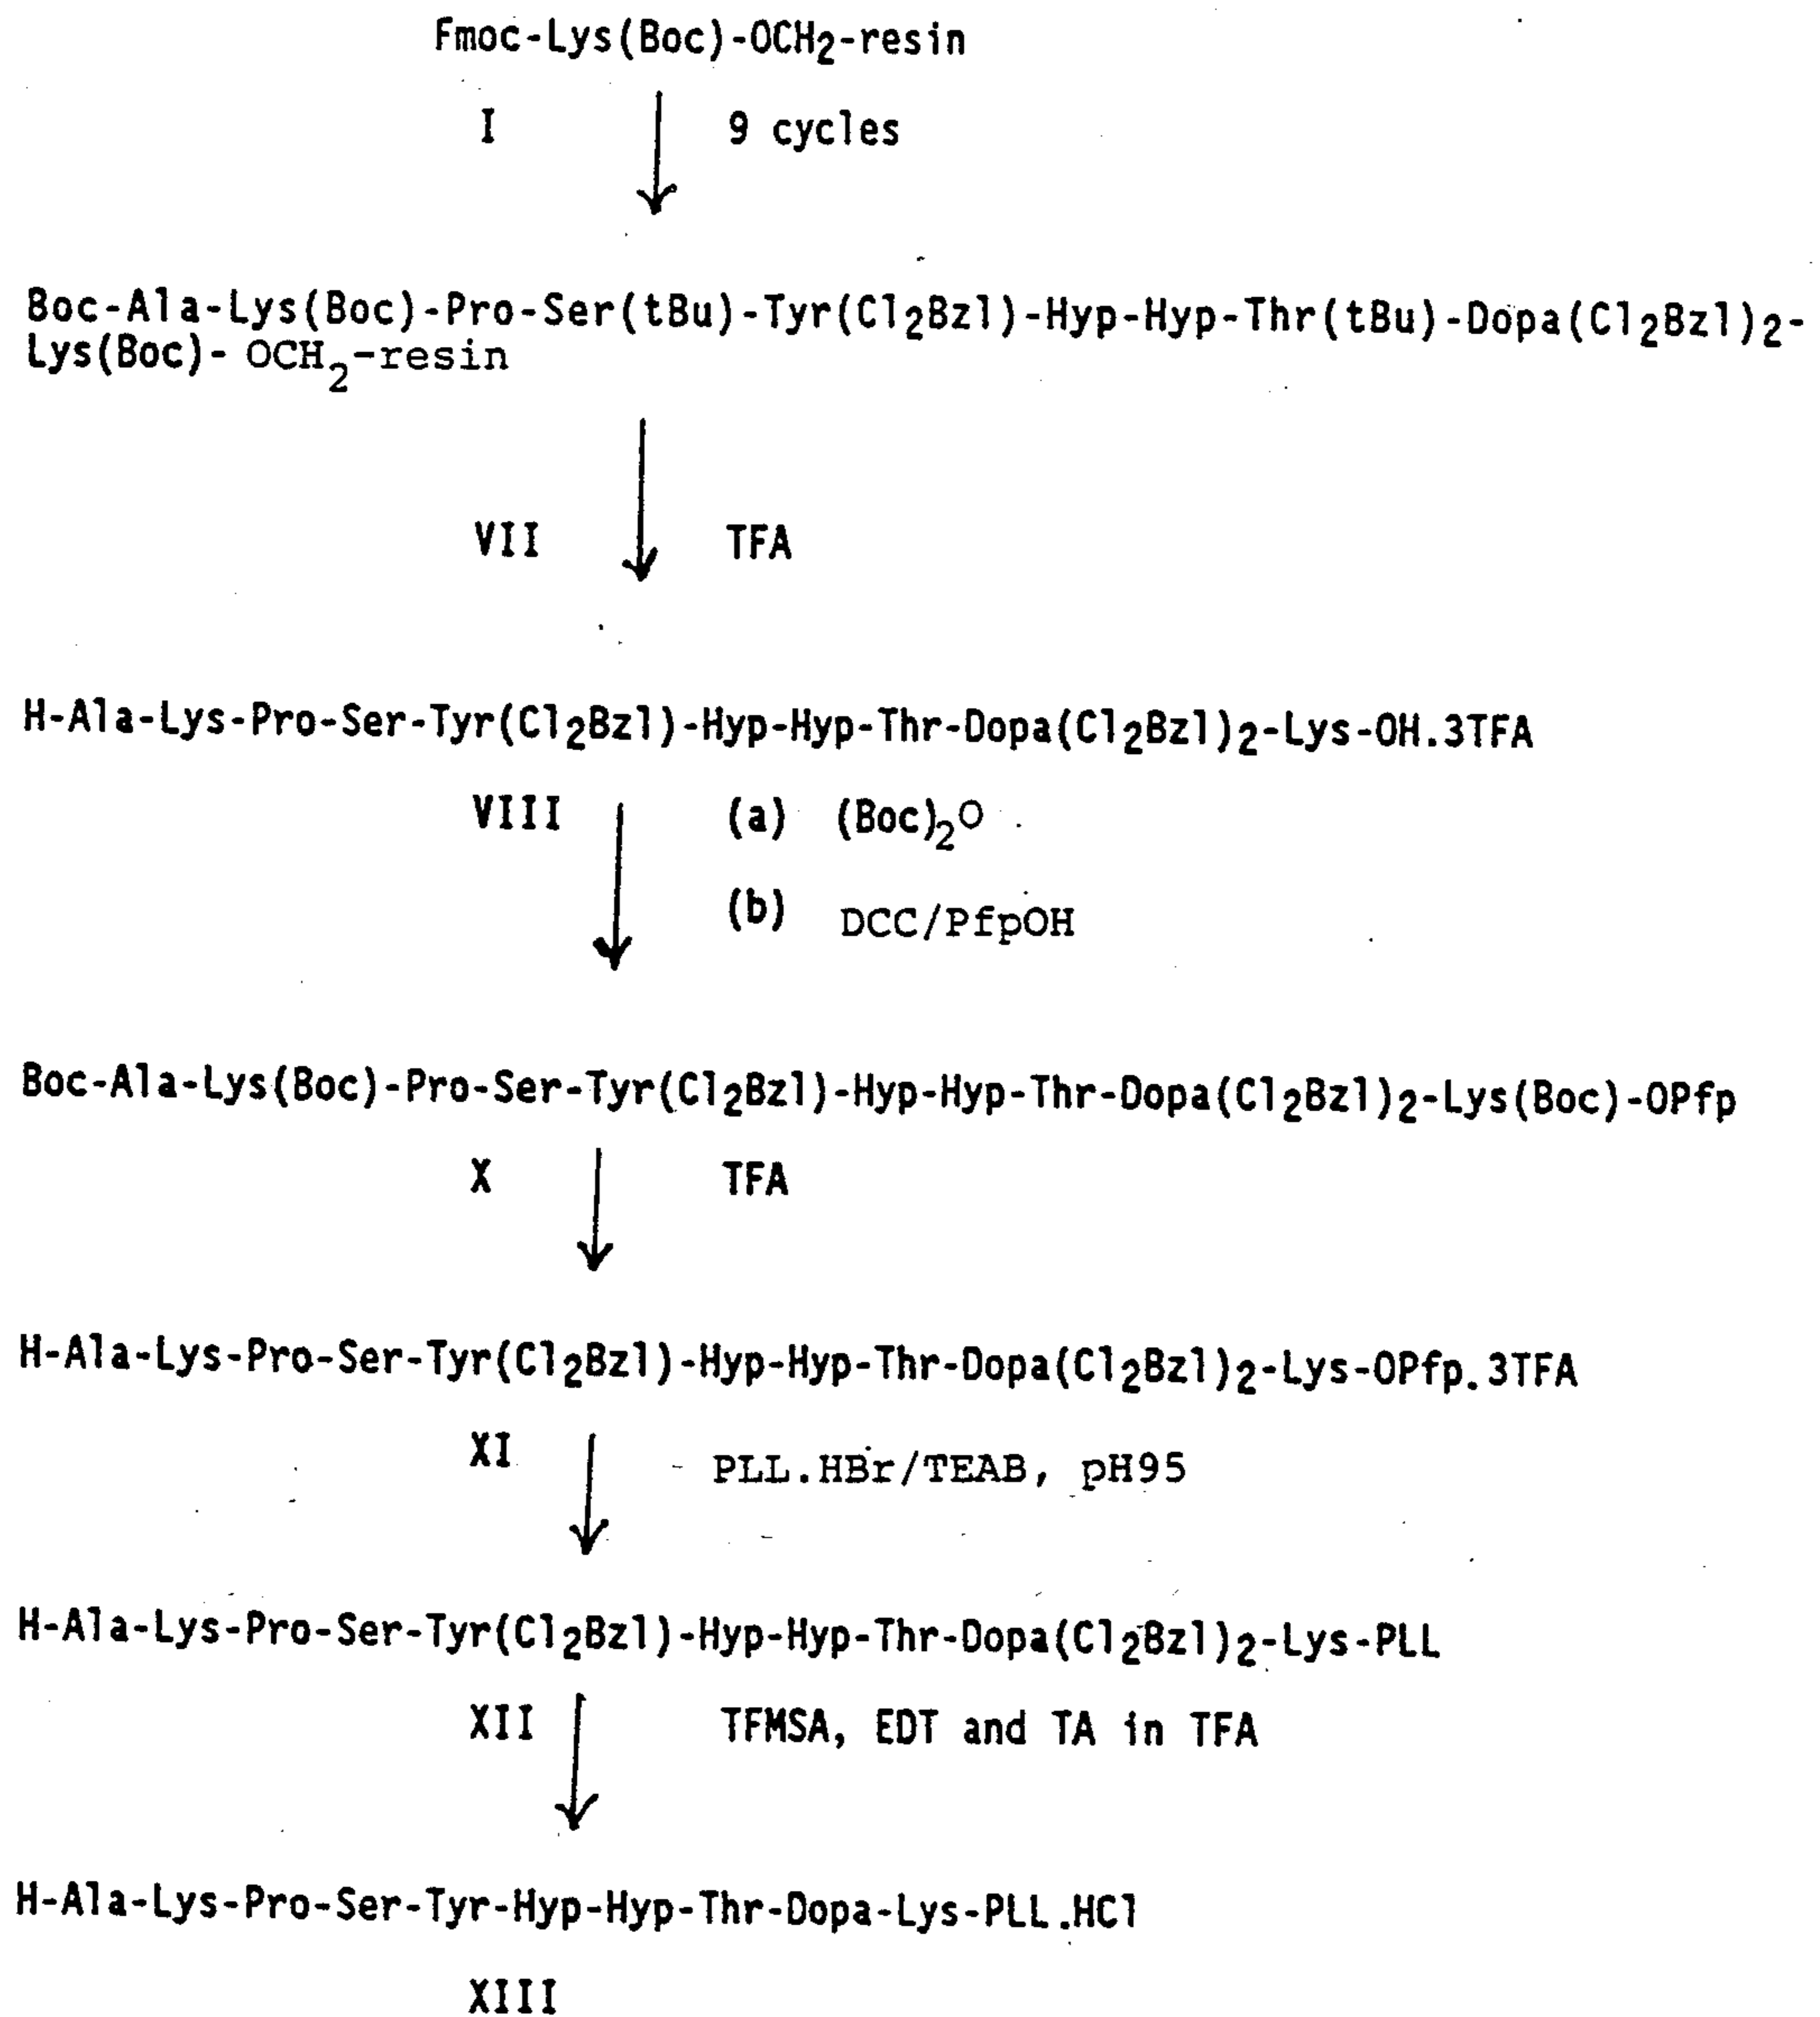 Fmoc-Lys(Boc)-OCH2-resin
I 9 cycles
Boc-Ala-Lys(Boc)-Pro-Ser(tBu)-Tyr(Cl2Bzl)-Hyp-Hyp-Thr(tBu)-Dopa(Cl2Bzl)2-
Lys(Boc)- OCH2-resin
VII TFA
H-Ala-Lys-Pro-Ser-Tyr(Cl2Bzl)-Hyp-Hyp-Thr-Dopa(Cl2Bzl)2-Lys-OH.3TFA
VIII (a) (Boc)2O
(b) DCC/PfpOH
Boc-Ala-Lys(Boc)-Pro-Ser-Tyr(Cl2Bzl)-Hyp-Hyp-Thr-Dopa(Cl2Bzl)2-Lys(Boc)-OPfp
X TFA
H-Ala-Lys-Pro-Ser-Tyr(Cl2Bzl)-Hyp-Hyp-Thr-Dopa(Cl2Bzl)2-Lys-OPfp.3TFA
XI PLL.HBr/TEAB, pH95
H-Ala-Lys-Pro-Ser-Tyr(Cl2Bzl)-Hyp-Hyp-Thr-Dopa(Cl2Bzl)2-Lys-PLL
XII TFMSA, EDT and TA in TFA
H-Ala-Lys-Pro-Ser-Tyr-Hyp-Hyp-Thr-Dopa-Lys-PLL.HCl
XIII